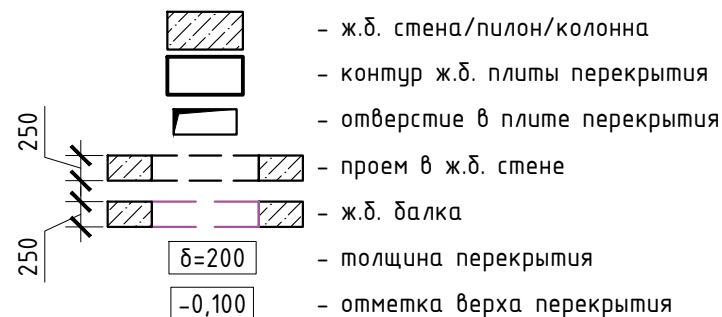 – ж.б. стена/пилон/колонна
– контур ж.б. плиты перекрытия
– отверстие в плите перекрытия
250
– проем в ж.б. стене
– ж.б. балка
250
δ=200 – толщина перекрытия
-0,100 – отметка верха перекрытия